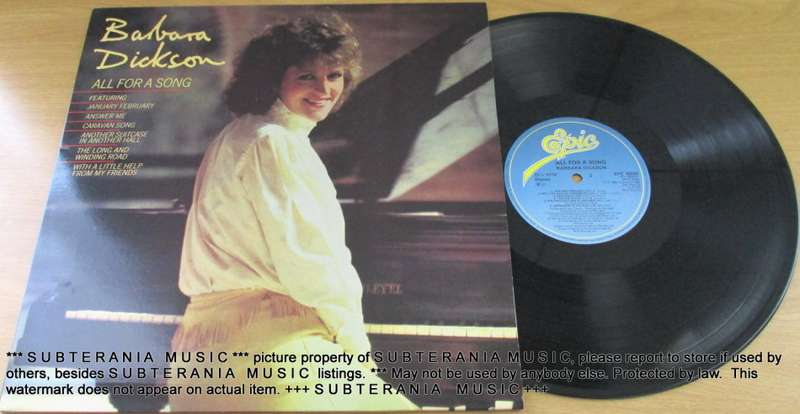 Barbara
Dickson
ALL FOR A SONG
FEATURING
JANUARY FEBRUARY
ANSWER ME
CARAVAN SONG
ANOTHER SUITCASE
IN ANOTHER HALL
THE LONG AND
WINDING ROAD
WITH A LITTLE HELP
FROM MY FRIENDS
Epic
ALL FOR A SONG
BARBARA DICKSON
*** S U B T E R A N I A M U S I C *** picture property of S U B T E R A N I A M U S I C, please report to store if used by
others, besides S U B T E R A N I A M U S I C listings. *** May not be used by anybody else. Protected by law. This
watermark does not appear on actual item. +++ S U B T E R A N I A M U S I C +++